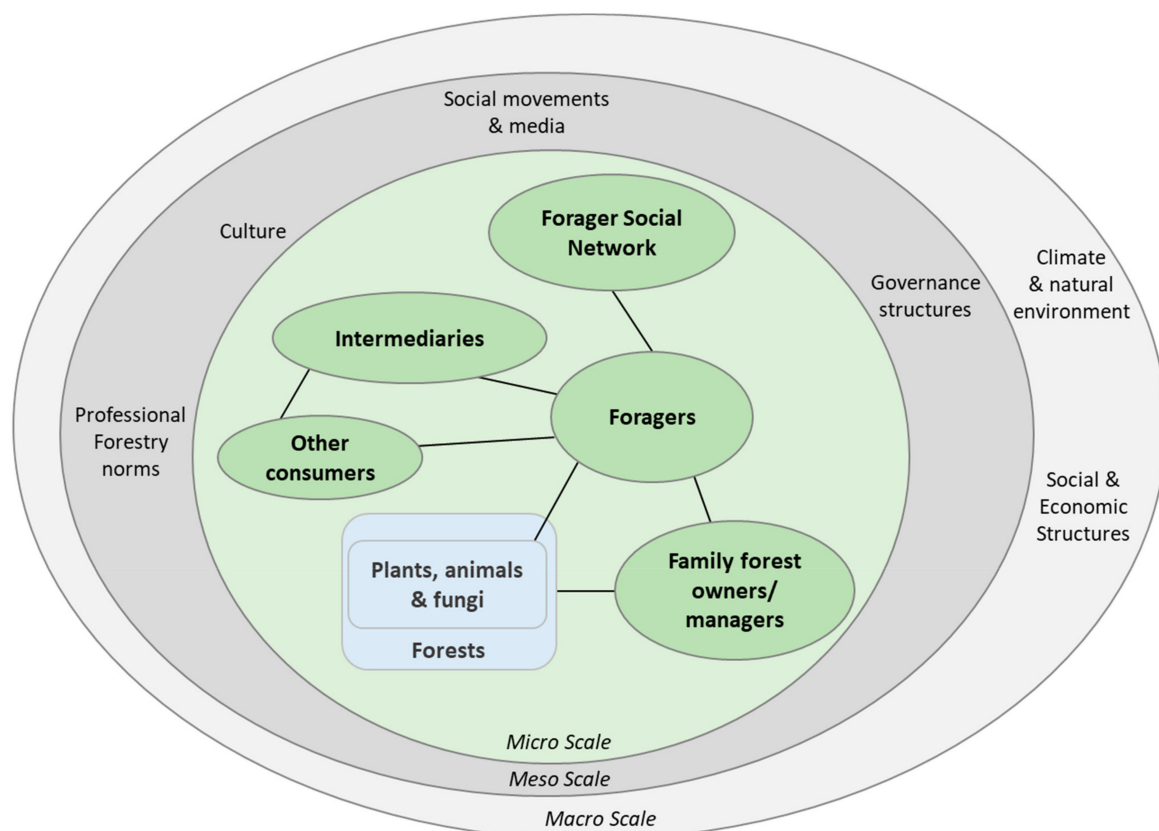 Social movements
& media
Culture
Forager Social
Network
Climate
& natural
environment
Governance
structures
Intermediaries
Foragers
Professional
Forestry
norms
Other
consumers
Social &
Economic
Structures
Plants, animals
& fungi
Forests
Family forest
owners/
managers
Micro Scale
Meso Scale
Macro Scale